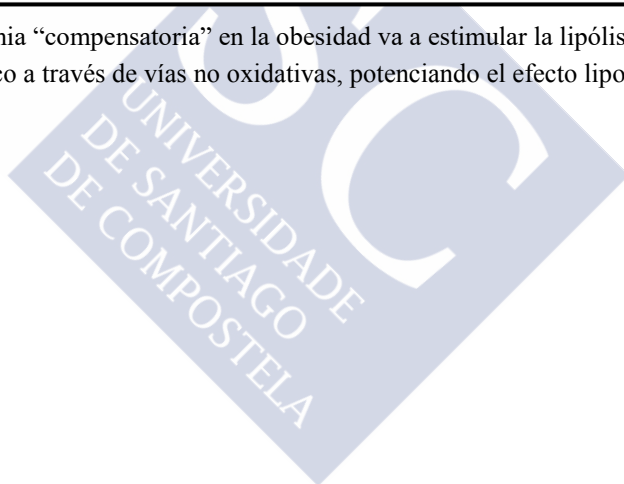 nia “compensatoria” en la obesidad va a estimular la lipólis
co a través de vías no oxidativas, potenciando el efecto lipo
SC
UNIVERSIDADE
DE SANTIAGO
DE COMPOSTELA